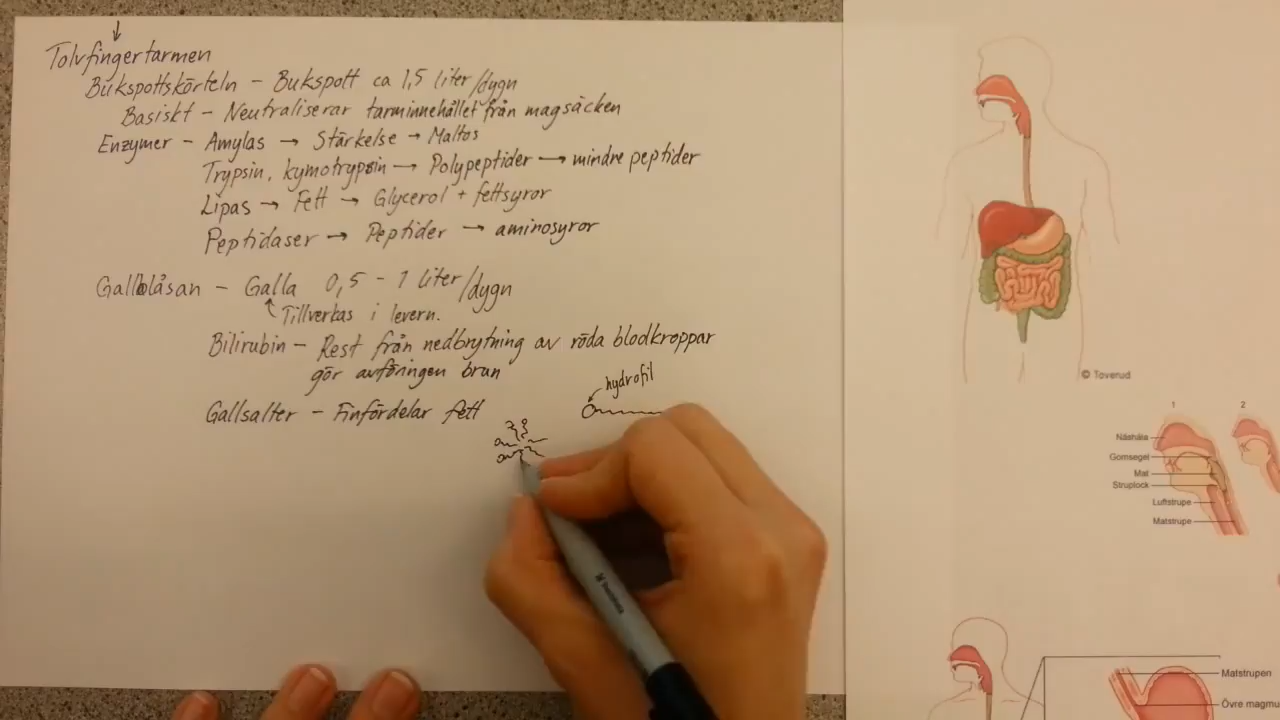 Tolvfingertarmen
Bukspottskörteln - Bukspott ca 1,5 liter/dygn
Basiskt - Neutraliserar tarminnehållet från magsäcken
Enzymer - Amylas → Stärkelse → Maltos
Trypsin, kymotrypsin → Polypeptider → mindre peptider
Lipas → Fett → Glycerol + fettsyror
Peptidaser → Peptider → aminosyror
Gallblåsan - Galla 0,5 - 1 liter/dygn
Tillverkas i levern.
Bilirubin - Rest från nedbrytning av röda blodkroppar
gör avföringen brun
hydrofil
Gallsalter - Finfördelar fett
© Toverud
1 2
Näshåla
Gomsegel
Mat
Struplock
Luftstrupe
Matstrupe
Matstrupen
Övre magmu